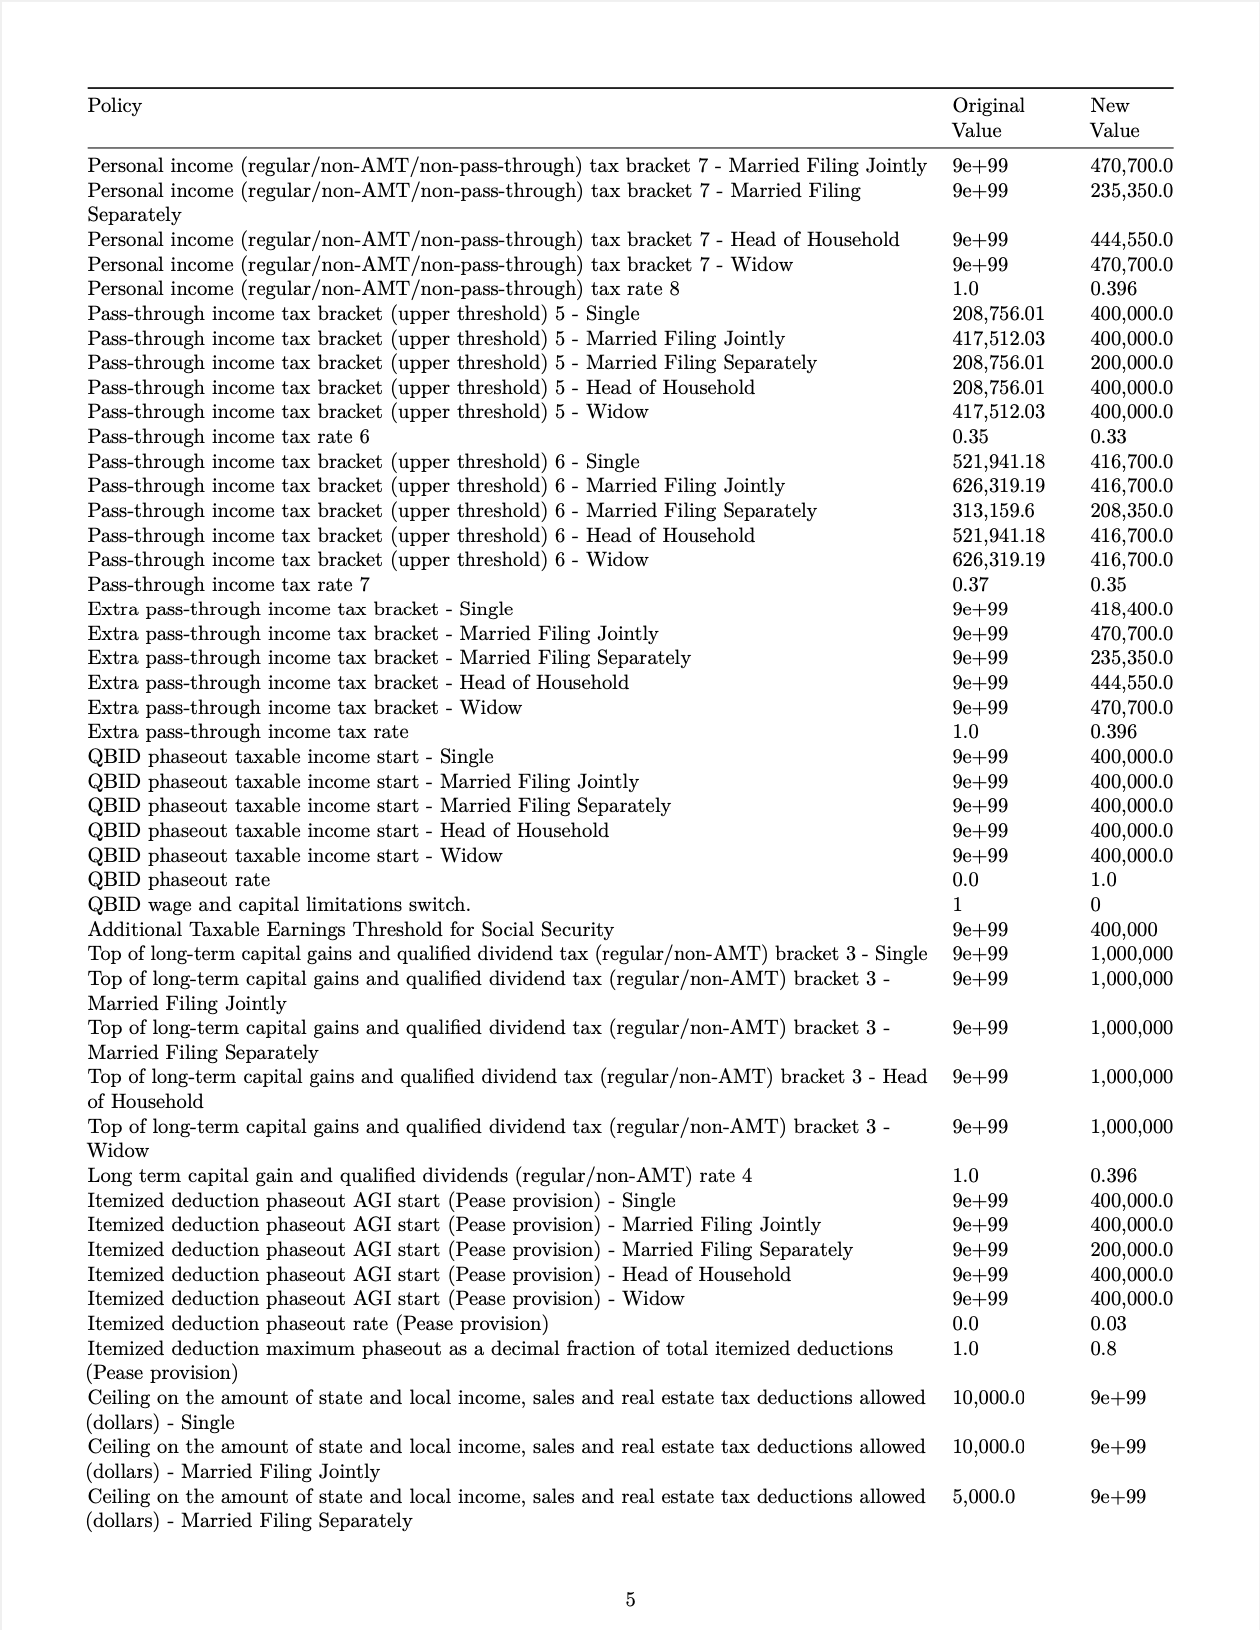 Policy Original New
Value Value
Personal income (regular/non-AMT/non-pass-through) tax bracket 7 - Married Filing Jointly 9e+99 470,700.0
Personal income (regular/non-AMT/non-pass-through) tax bracket 7 - Married Filing 9e+99 235,350.0
Separately
Personal income (regular/non-AMT/non-pass-through) tax bracket 7 - Head of Household 9e+99 444,550.0
Personal income (regular/non-AMT/non-pass-through) tax bracket 7 - Widow 9e+99 470,700.0
Personal income (regular/non-AMT/non-pass-through) tax rate 8 1.0 0.396
Pass-through income tax bracket (upper threshold) 5 - Single 208,756.01 400,000.0
Pass-through income tax bracket (upper threshold) 5 - Married Filing Jointly 417,512.03 400,000.0
Pass-through income tax bracket (upper threshold) 5 - Married Filing Separately 208,756.01 200,000.0
Pass-through income tax bracket (upper threshold) 5 - Head of Household 208,756.01 400,000.0
Pass-through income tax bracket (upper threshold) 5 - Widow 417,512.03 400,000.0
Pass-through income tax rate 6 0.35 0.33
Pass-through income tax bracket (upper threshold) 6 - Single 521,941.18 416,700.0
Pass-through income tax bracket (upper threshold) 6 - Married Filing Jointly 626,319.19 416,700.0
Pass-through income tax bracket (upper threshold) 6 - Married Filing Separately 313,159.6 208,350.0
Pass-through income tax bracket (upper threshold) 6 - Head of Household 521,941.18 416,700.0
Pass-through income tax bracket (upper threshold) 6 - Widow 626,319.19 416,700.0
Pass-through income tax rate 7 0.37 0.35
Extra pass-through income tax bracket - Single 9e+99 418,400.0
Extra pass-through income tax bracket - Married Filing Jointly 9e+99 470,700.0
Extra pass-through income tax bracket - Married Filing Separately 9e+99 235,350.0
Extra pass-through income tax bracket - Head of Household 9e+99 444,550.0
Extra pass-through income tax bracket - Widow 9e+99 470,700.0
Extra pass-through income tax rate 1.0 0.396
QBID phaseout taxable income start - Single 9e+99 400,000.0
QBID phaseout taxable income start - Married Filing Jointly 9e+99 400,000.0
QBID phaseout taxable income start - Married Filing Separately 9e+99 400,000.0
QBID phaseout taxable income start - Head of Household 9e+99 400,000.0
QBID phaseout taxable income start - Widow 9e+99 400,000.0
QBID phaseout rate 0.0 1.0
QBID wage and capital limitations switch. 1 0
Additional Taxable Earnings Threshold for Social Security 9e+99 400,000
Top of long-term capital gains and qualified dividend tax (regular/non-AMT) bracket 3 - Single 9e+99 1,000,000
Top of long-term capital gains and qualified dividend tax (regular/non-AMT) bracket 3 - 9e+99 1,000,000
Married Filing Jointly
Top of long-term capital gains and qualified dividend tax (regular/non-AMT) bracket 3 - 9e+99 1,000,000
Married Filing Separately
Top of long-term capital gains and qualified dividend tax (regular/non-AMT) bracket 3 - Head 9e+99 1,000,000
of Household
Top of long-term capital gains and qualified dividend tax (regular/non-AMT) bracket 3 - 9e+99 1,000,000
Widow
Long term capital gain and qualified dividends (regular/non-AMT) rate 4 1.0 0.396
Itemized deduction phaseout AGI start (Pease provision) - Single 9e+99 400,000.0
Itemized deduction phaseout AGI start (Pease provision) - Married Filing Jointly 9e+99 400,000.0
Itemized deduction phaseout AGI start (Pease provision) - Married Filing Separately 9e+99 200,000.0
Itemized deduction phaseout AGI start (Pease provision) - Head of Household 9e+99 400,000.0
Itemized deduction phaseout AGI start (Pease provision) - Widow 9e+99 400,000.0
Itemized deduction phaseout rate (Pease provision) 0.0 0.03
Itemized deduction maximum phaseout as a decimal fraction of total itemized deductions 1.0 0.8
(Pease provision)
Ceiling on the amount of state and local income, sales and real estate tax deductions allowed 10,000.0 9e+99
(dollars) - Single
Ceiling on the amount of state and local income, sales and real estate tax deductions allowed 10,000.0 9e+99
(dollars) - Married Filing Jointly
Ceiling on the amount of state and local income, sales and real estate tax deductions allowed 5,000.0 9e+99
(dollars) - Married Filing Separately
5